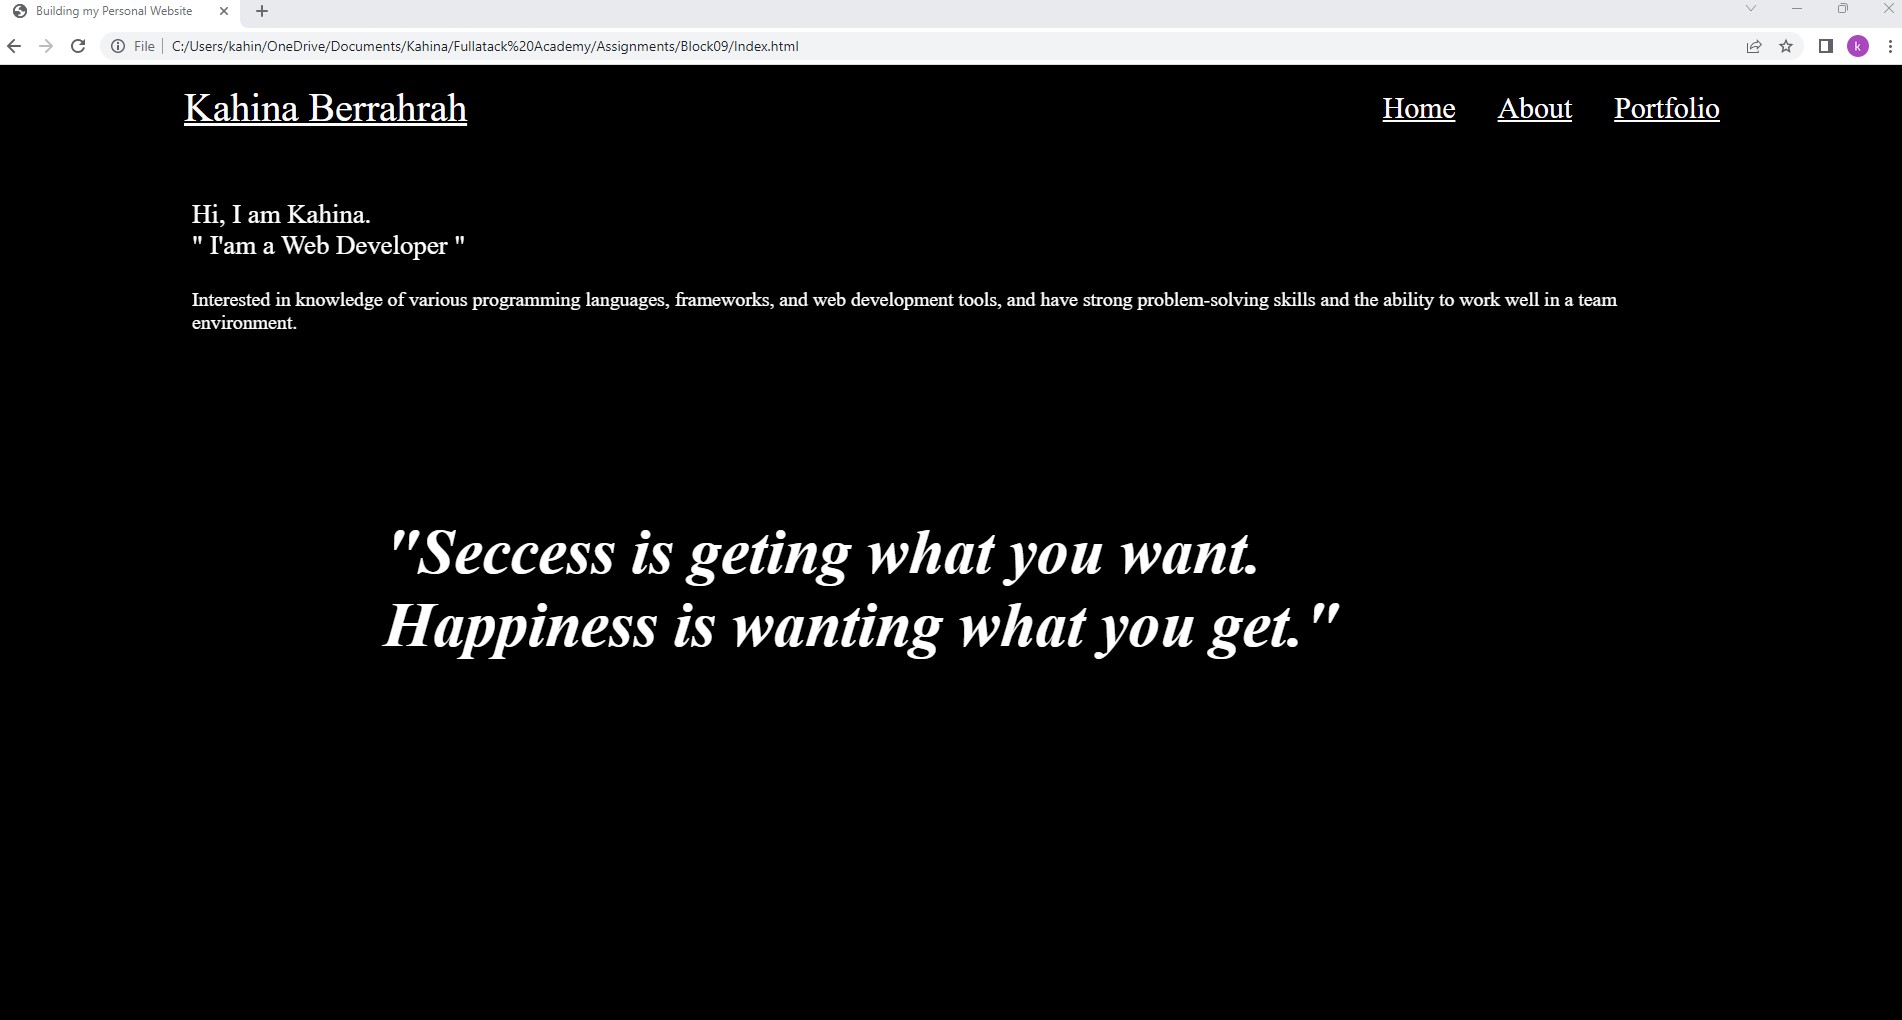 Building my Personal Website
File C:/Users/kahin/OneDrive/Documents/Kahina/Fullatack%20Academy/Assignments/Block09/Index.html
k
Kahina Berrahrah Home About Portfolio
Hi, I am Kahina.
" I'am a Web Developer "
Interested in knowledge of various programming languages, frameworks, and web development tools, and have strong problem-solving skills and the ability to work well in a team
environment.
"Seccess is geting what you want.
Happiness is wanting what you get."